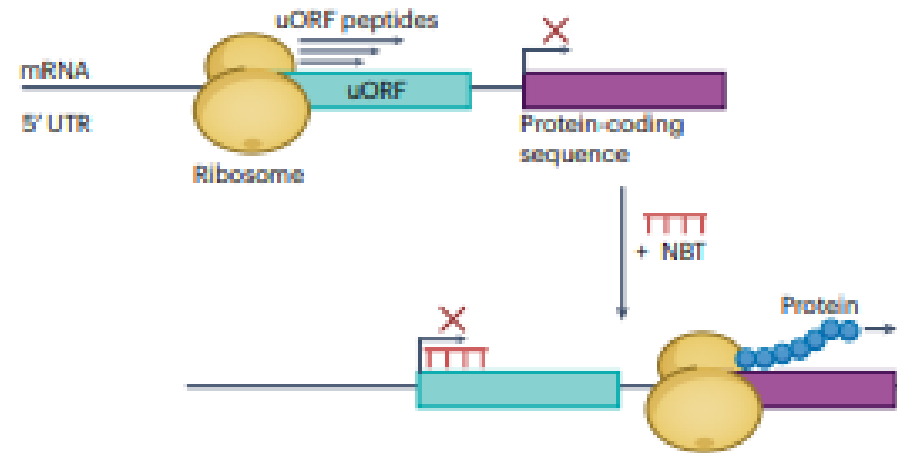 uORF peptides
mRNA
uORF
5' UTR
Protein-coding
sequence
Ribosome
+ NBT
Protein